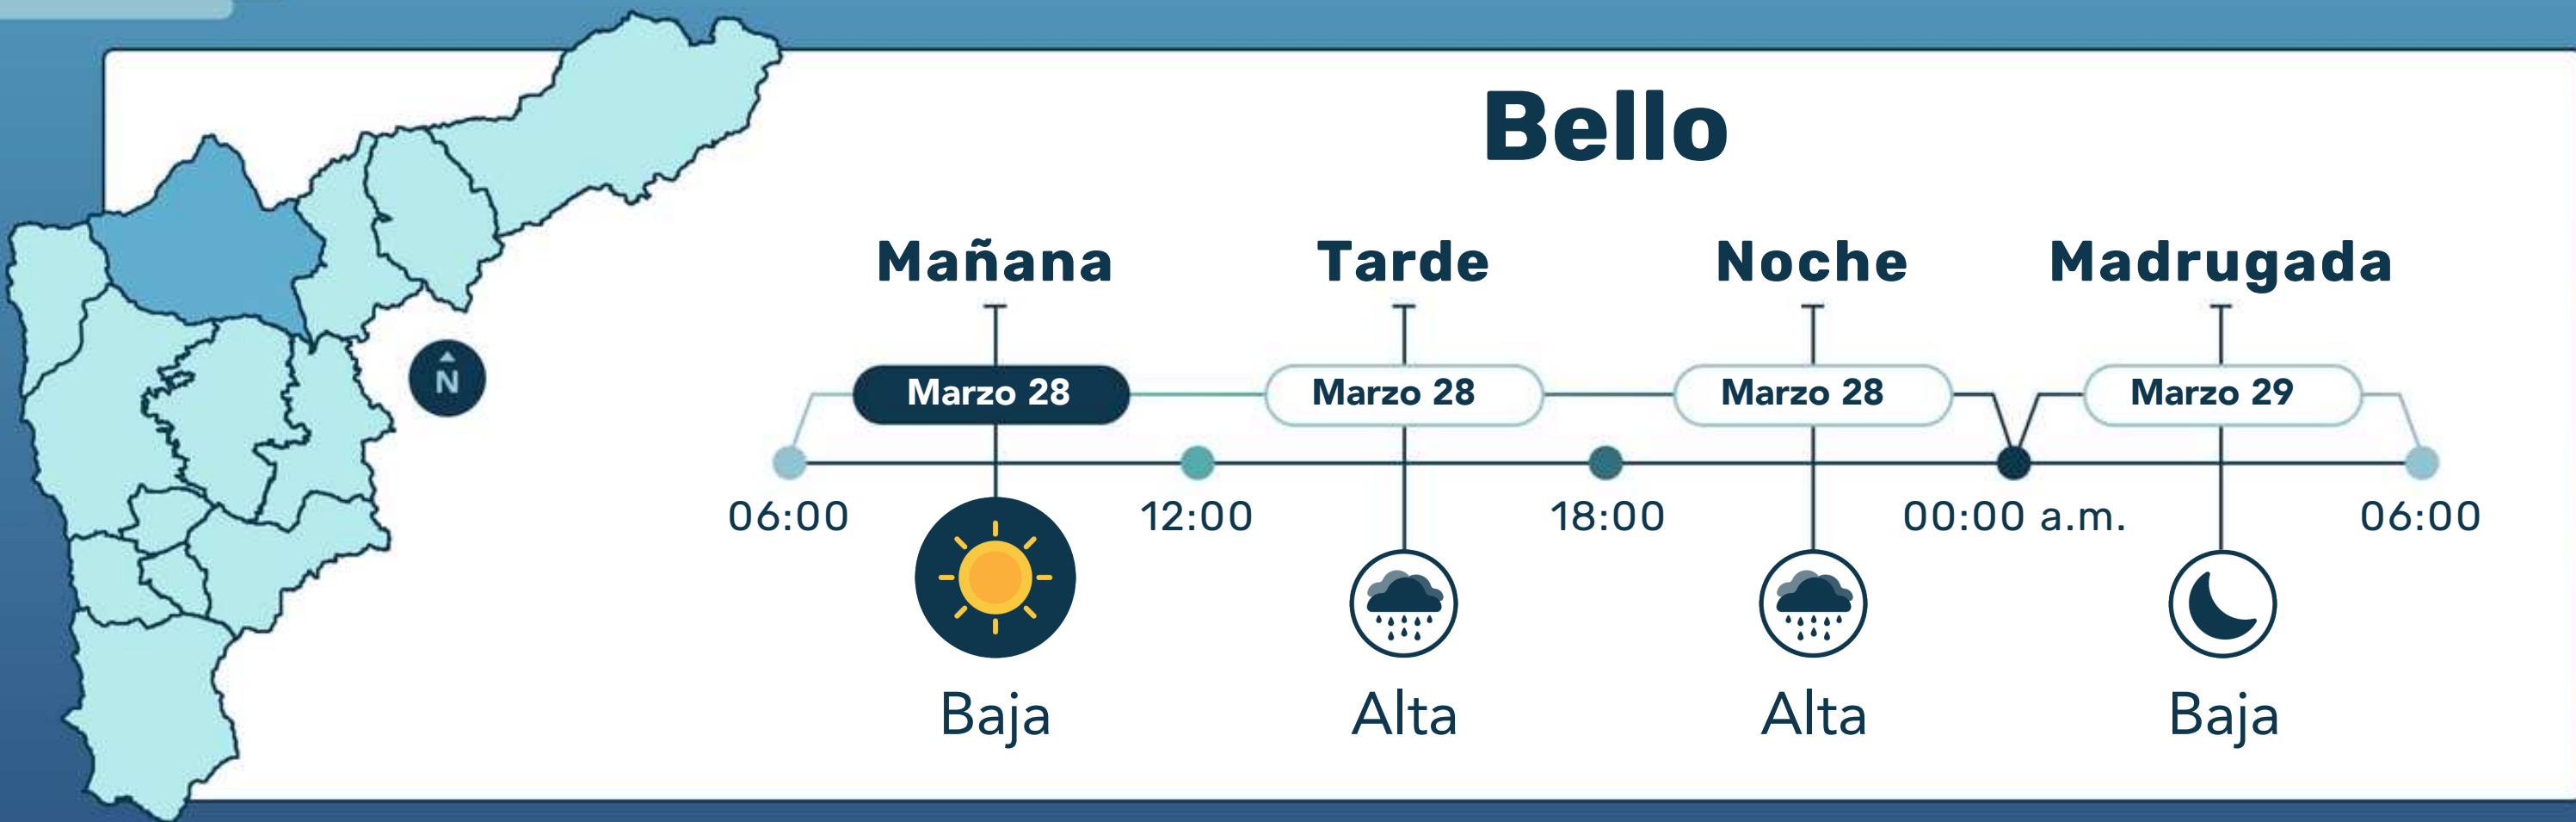 Bello
Mañana Tarde Noche Madrugada
Marzo 28 Marzo 28 Marzo 28 Marzo 29
N
06:00 12:00 18:00 00:00 a.m. 06:00
Baja Alta Alta Baja